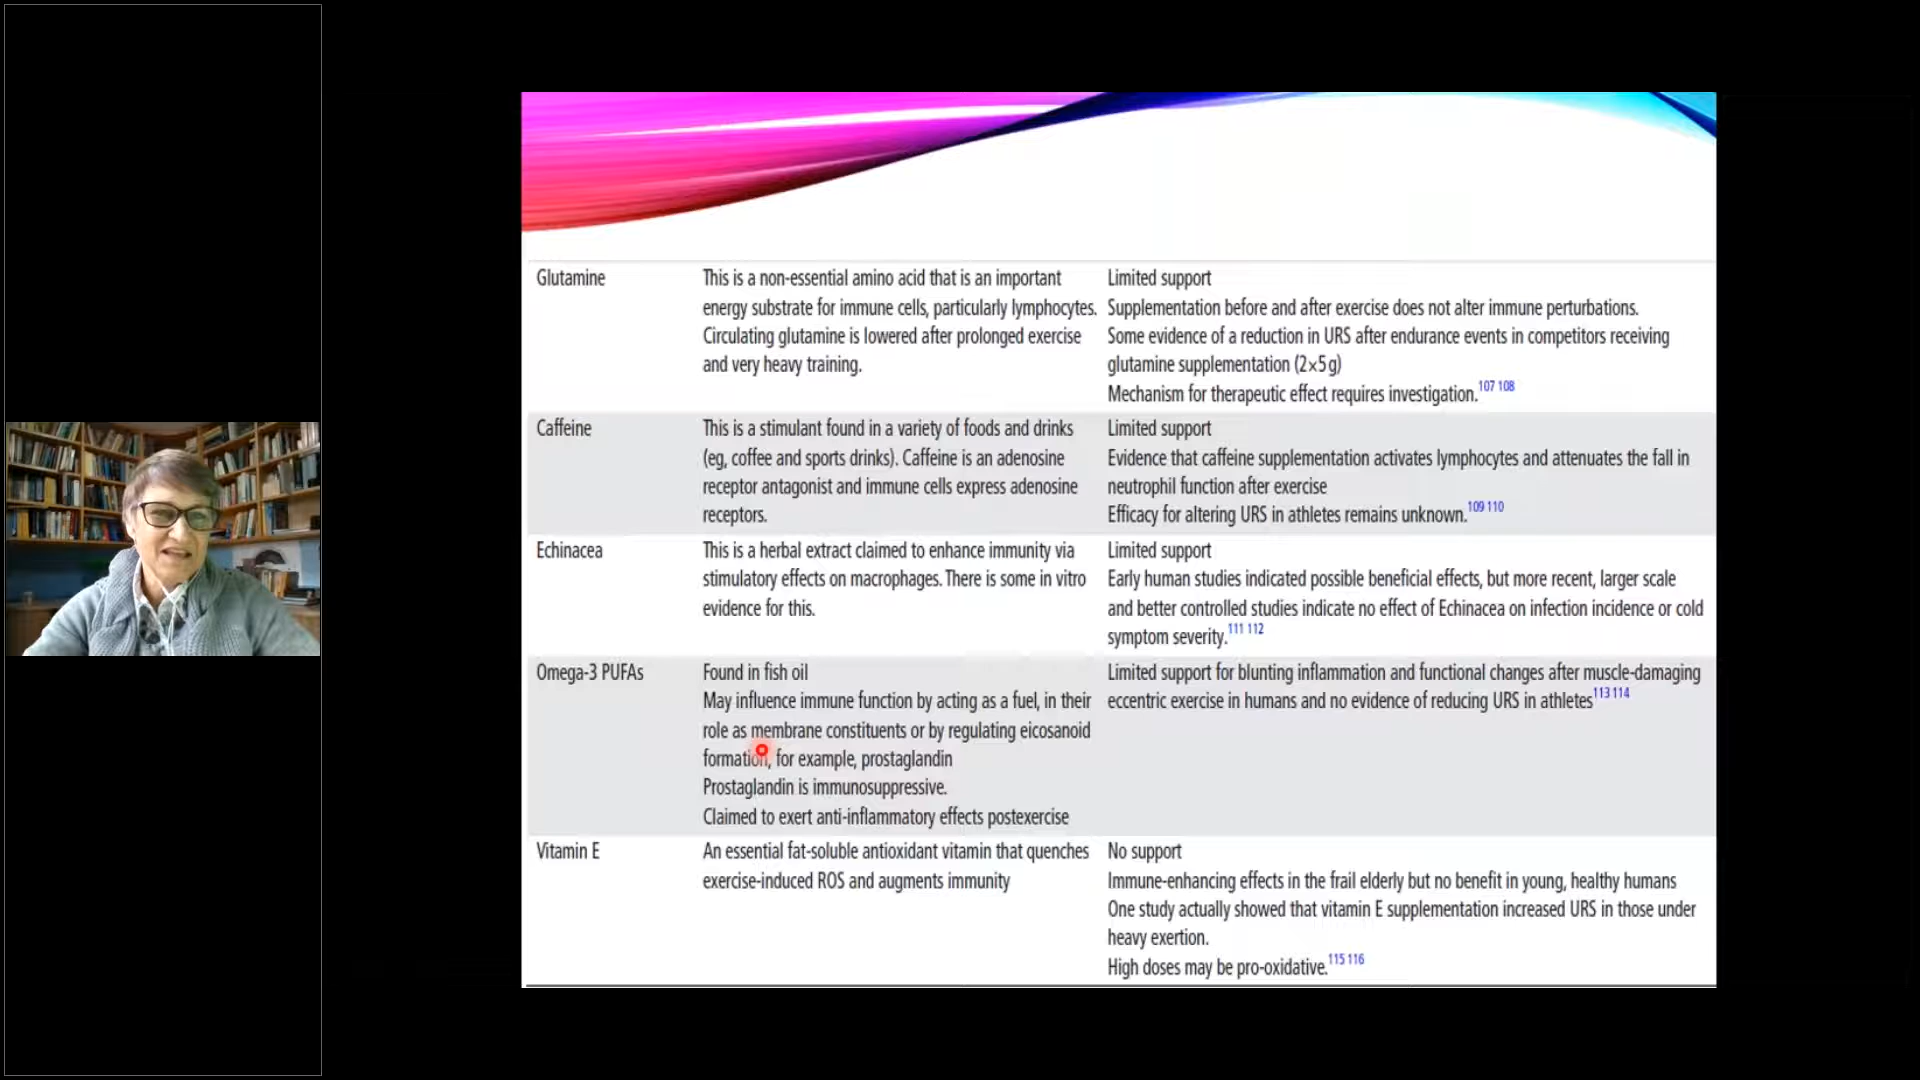 Glutamine
This is a non-essential amino acid that is an important
energy substrate for immune cells, particularly lymphocytes.
Circulating glutamine is lowered after prolonged exercise
and very heavy training.
Limited support
Supplementation before and after exercise does not alter immune perturbations.
Some evidence of a reduction in URS after endurance events in competitors receiving
glutamine supplementation (2×5g)
Mechanism for therapeutic effect requires investigation.107 108
Caffeine
This is a stimulant found in a variety of foods and drinks
(eg, coffee and sports drinks). Caffeine is an adenosine
receptor antagonist and immune cells express adenosine
receptors.
Limited support
Evidence that caffeine supplementation activates lymphocytes and attenuates the fall in
neutrophil function after exercise
Efficacy for altering URS in athletes remains unknown.109 110
Echinacea
This is a herbal extract claimed to enhance immunity via
stimulatory effects on macrophages. There is some in vitro
evidence for this.
Limited support
Early human studies indicated possible beneficial effects, but more recent, larger scale
and better controlled studies indicate no effect of Echinacea on infection incidence or cold
symptom severity.111 112
Omega-3 PUFAs
Found in fish oil
May influence immune function by acting as a fuel, in their
role as membrane constituents or by regulating eicosanoid
formation, for example, prostaglandin
Prostaglandin is immunosuppressive.
Claimed to exert anti-inflammatory effects postexercise
Limited support for blunting inflammation and functional changes after muscle-damaging
eccentric exercise in humans and no evidence of reducing URS in athletes113 114
Vitamin E
An essential fat-soluble antioxidant vitamin that quenches
exercise-induced ROS and augments immunity
No support
Immune-enhancing effects in the frail elderly but no benefit in young, healthy humans
One study actually showed that vitamin E supplementation increased URS in those under
heavy exertion.
High doses may be pro-oxidative.115 116